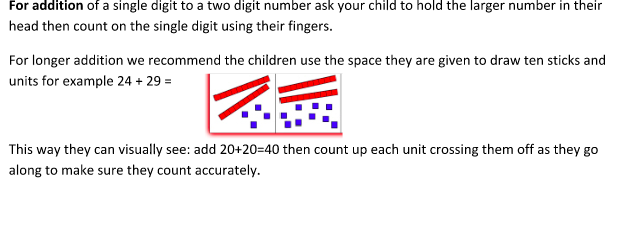 For addition of a single digit to a two digit number ask your child to hold the larger number in their
head then count on the single digit using their fingers.
For longer addition we recommend the children use the space they are given to draw ten sticks and
units for example 24 + 29 =
This way they can visually see: add 20+20=40 then count up each unit crossing them off as they go
along to make sure they count accurately.